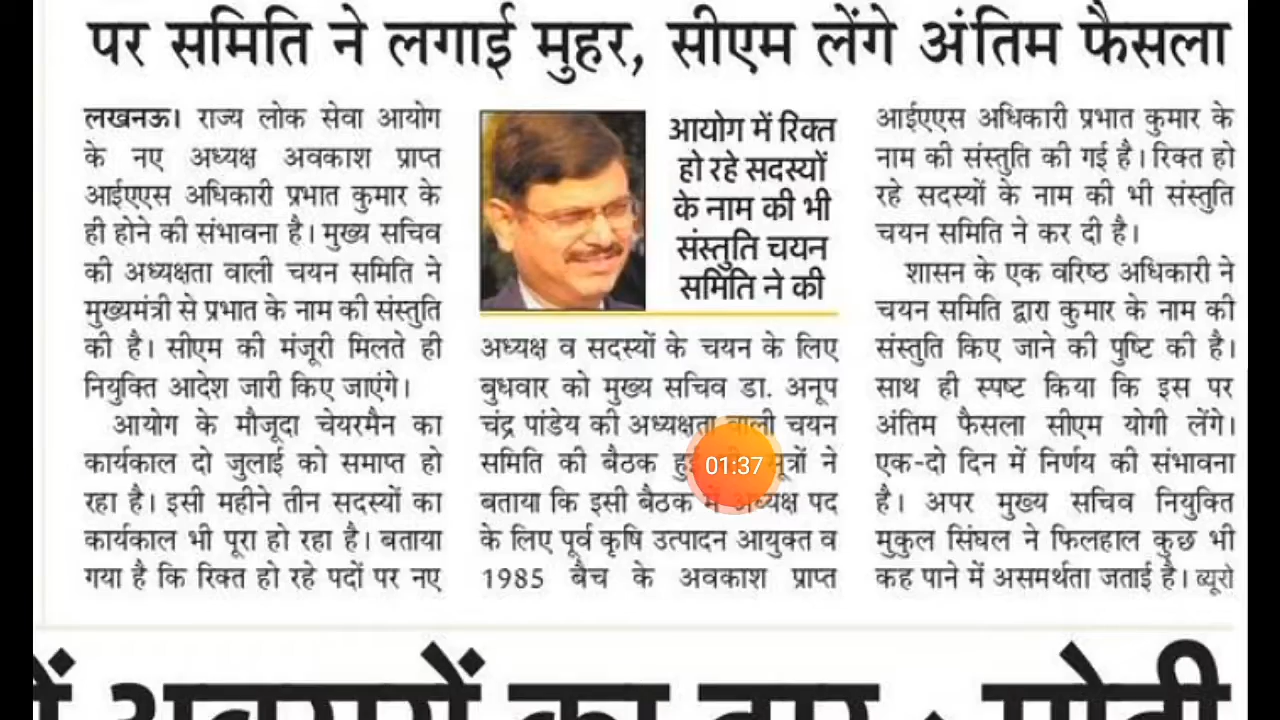 पर समिति ने लगाई मुहर, सीएम लेंगे अंतिम फैसला
लखनऊ। राज्य लोक सेवा आयोग
के नए अध्यक्ष अवकाश प्राप्त
आईएएस अधिकारी प्रभात कुमार के
ही होने की संभावना है। मुख्य सचिव
की अध्यक्षता वाली चयन समिति ने
मुख्यमंत्री से प्रभात के नाम की संस्तुति
की है। सीएम की मंजूरी मिलते ही
नियुक्ति आदेश जारी किए जाएंगे।
आयोग के मौजूदा चेयरमैन का
कार्यकाल दो जुलाई को समाप्त हो
रहा है। इसी महीने तीन सदस्यों का
कार्यकाल भी पूरा हो रहा है। बताया
गया है कि रिक्त हो रहे पदों पर नए
आयोग में रिक्त
हो रहे सदस्यों
के नाम की भी
संस्तुति चयन
समिति ने की
अध्यक्ष व सदस्यों के चयन के लिए
बुधवार को मुख्य सचिव डा. अनूप
चंद्र पांडेय की अध्यक्षता वाली चयन
समिति की बैठक सूत्रों ने
बताया कि इसी बैठक में अध्यक्ष पद
के लिए पूर्व कृषि उत्पादन आयुक्त व
1985 बैच के अवकाश प्राप्त
आईएएस अधिकारी प्रभात कुमार के
नाम की संस्तुति की गई है। रिक्त हो
रहे सदस्यों के नाम की भी संस्तुति
चयन समिति ने कर दी है।
शासन के एक वरिष्ठ अधिकारी ने
चयन समिति द्वारा कुमार के नाम की
संस्तुति किए जाने की पुष्टि की है।
साथ ही स्पष्ट किया कि इस पर
अंतिम फैसला सीएम योगी लेंगे।
एक-दो दिन में निर्णय की संभावना
है। अपर मुख्य सचिव नियुक्ति
मुकुल सिंघल ने फिलहाल कुछ भी
कह पाने में असमर्थता जताई है। ब्यूरो
01:37